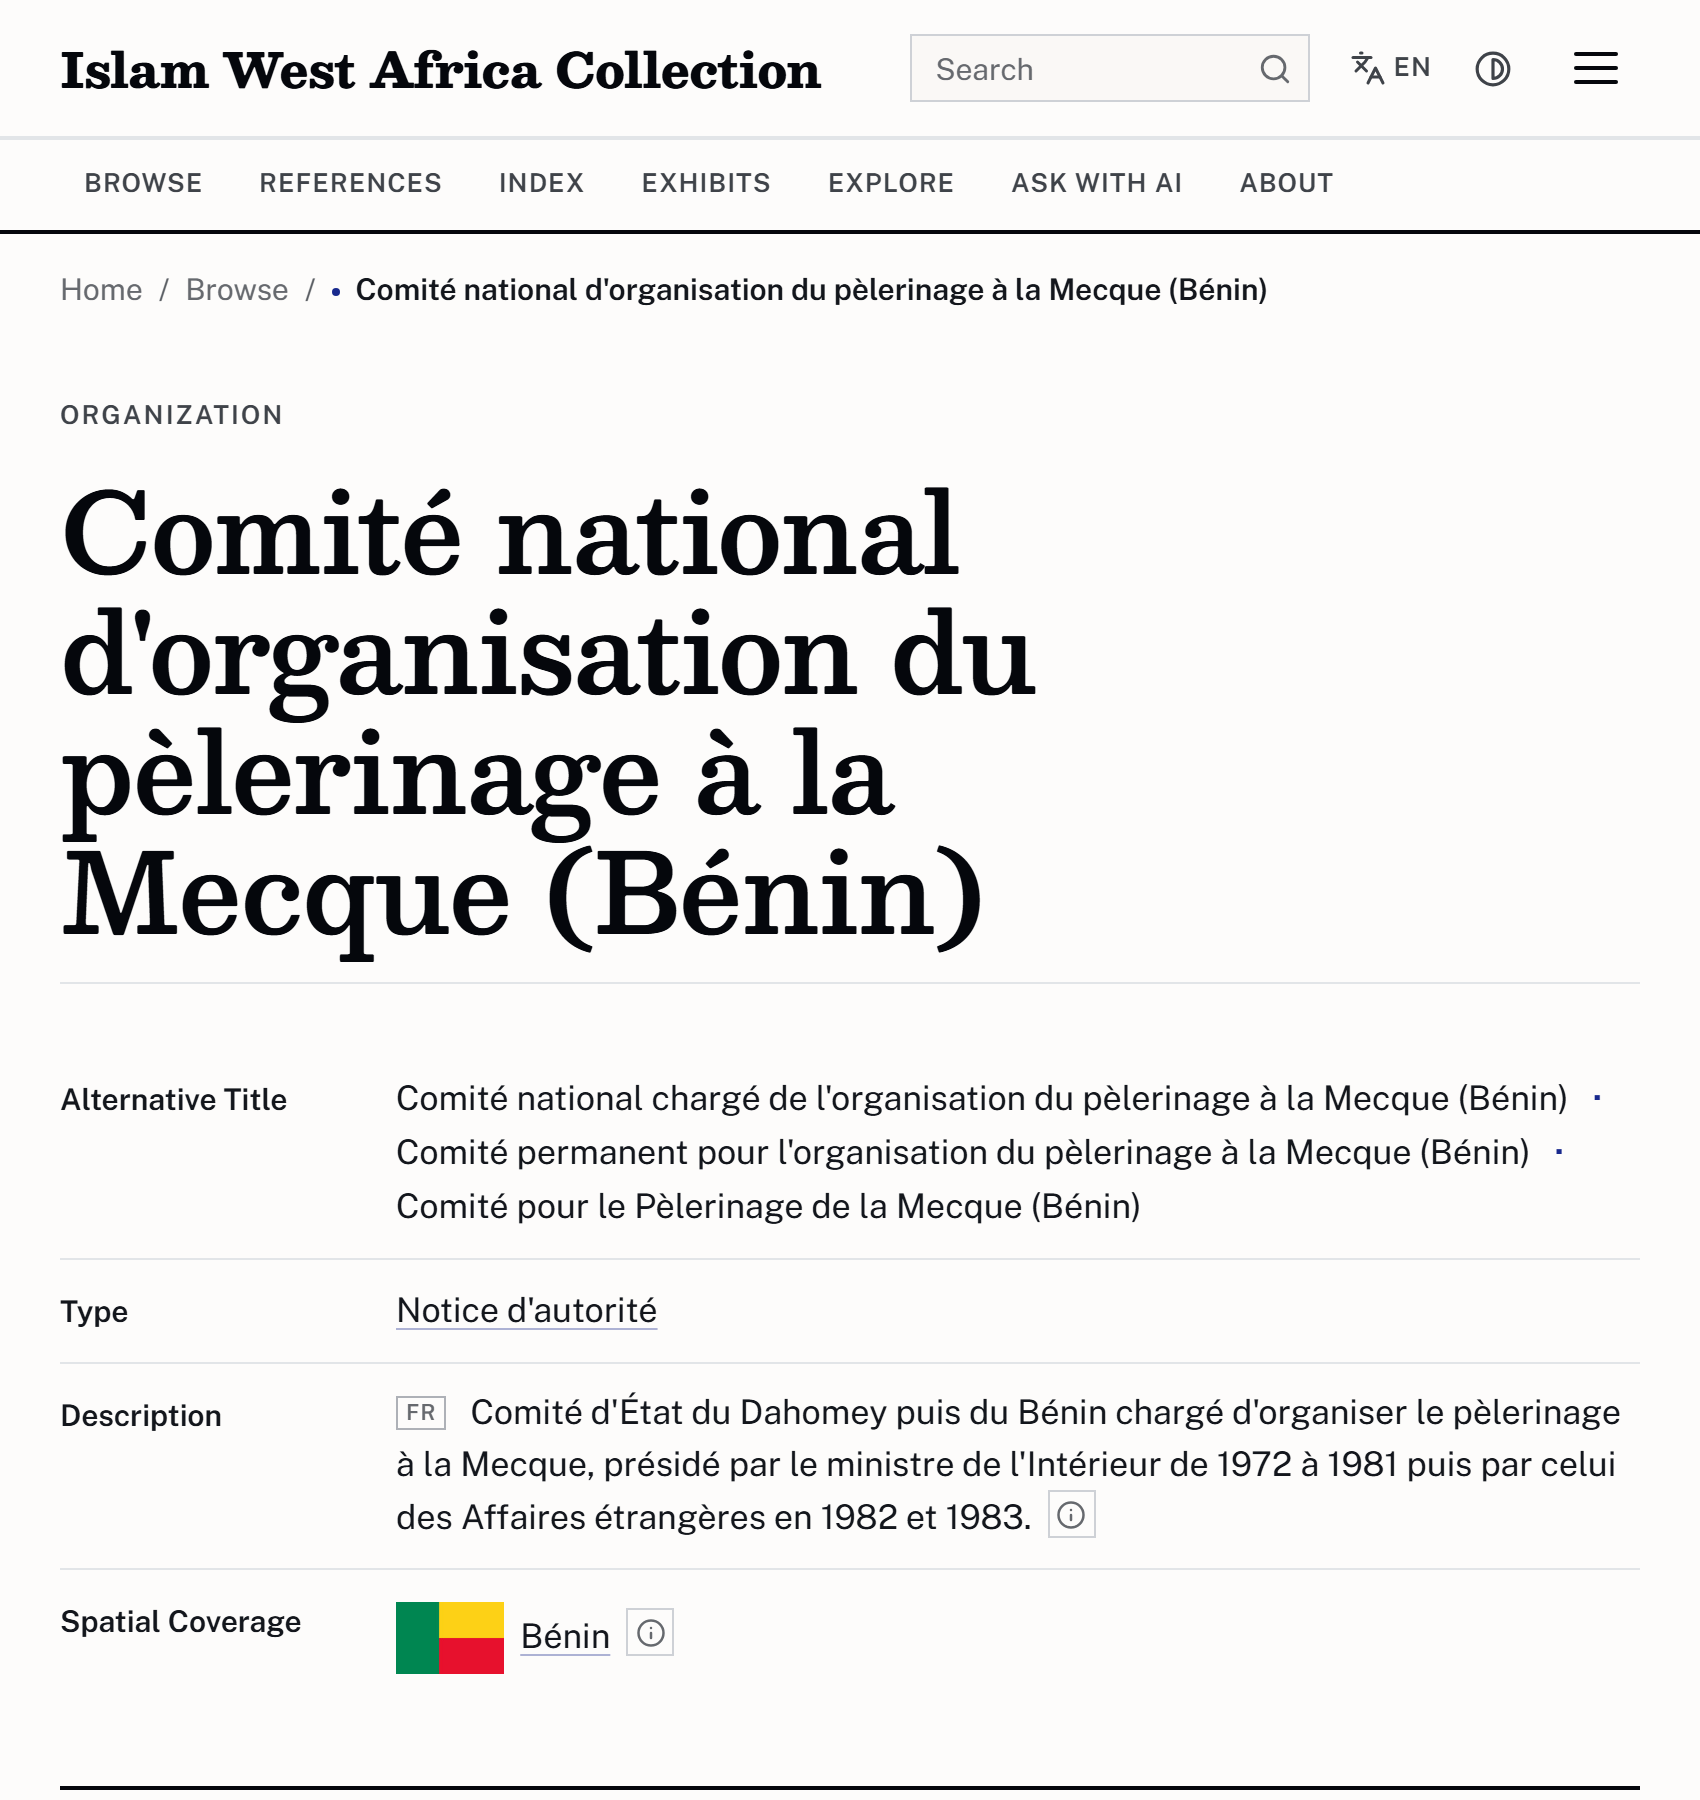 Islam West Africa Collection
Search
EN
BROWSE REFERENCES INDEX EXHIBITS EXPLORE ASK WITH AI ABOUT
Home / Browse / • Comité national d'organisation du pèlerinage à la Mecque (Bénin)
ORGANIZATION
Comité national
d'organisation du
pèlerinage à la
Mecque (Bénin)
Alternative Title
Comité national chargé de l'organisation du pèlerinage à la Mecque (Bénin) ·
Comité permanent pour l'organisation du pèlerinage à la Mecque (Bénin) ·
Comité pour le Pèlerinage de la Mecque (Bénin)
Type
Notice d'autorité
Description
FR Comité d'État du Dahomey puis du Bénin chargé d'organiser le pèlerinage
à la Mecque, présidé par le ministre de l'Intérieur de 1972 à 1981 puis par celui
des Affaires étrangères en 1982 et 1983.
Spatial Coverage
Bénin